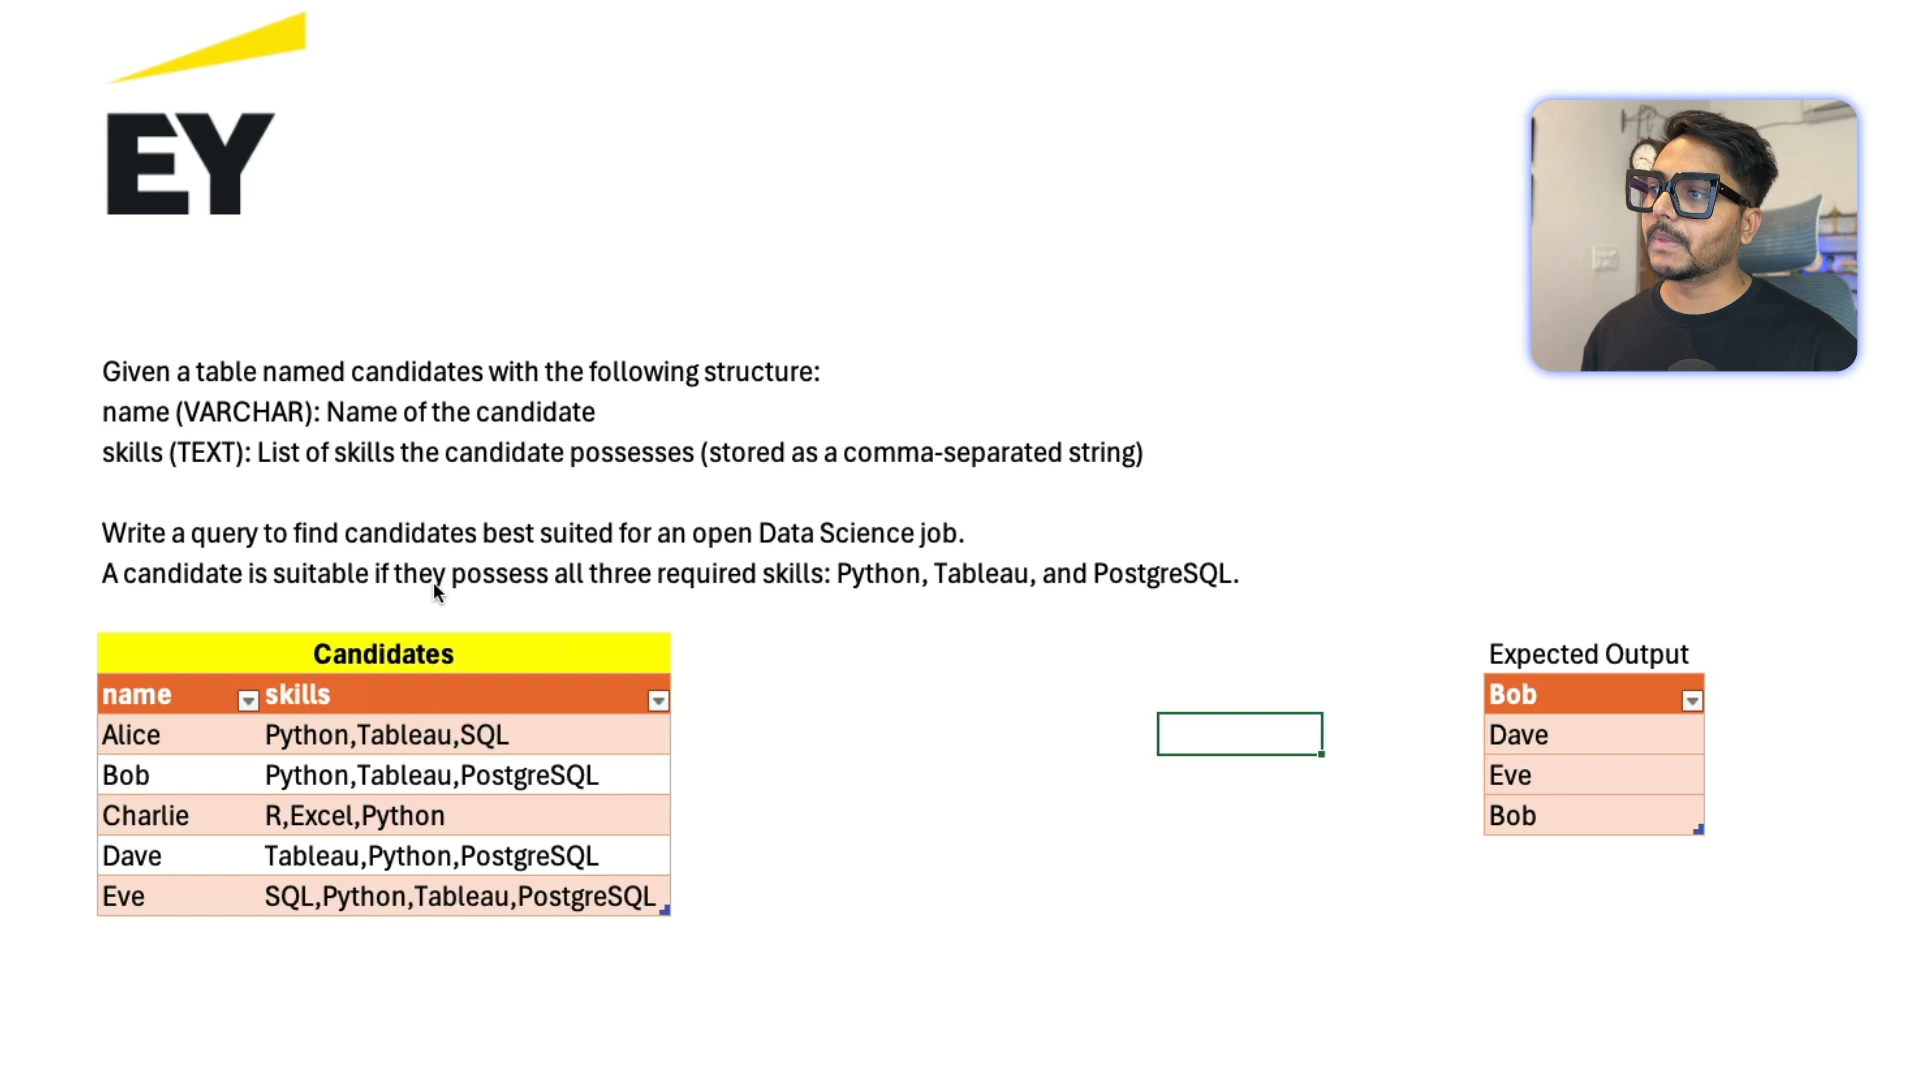 EY
Given a table named candidates with the following structure:
name (VARCHAR): Name of the candidate
skills (TEXT): List of skills the candidate possesses (stored as a comma-separated string)
Write a query to find candidates best suited for an open Data Science job.
A candidate is suitable if they possess all three required skills: Python, Tableau, and PostgreSQL.
Candidates
name skills
Alice Python,Tableau,SQL
Bob Python,Tableau,PostgreSQL
Charlie R,Excel,Python
Dave Tableau,Python,PostgreSQL
Eve SQL,Python,Tableau,PostgreSQL
Expected Output
Bob
Dave
Eve
Bob